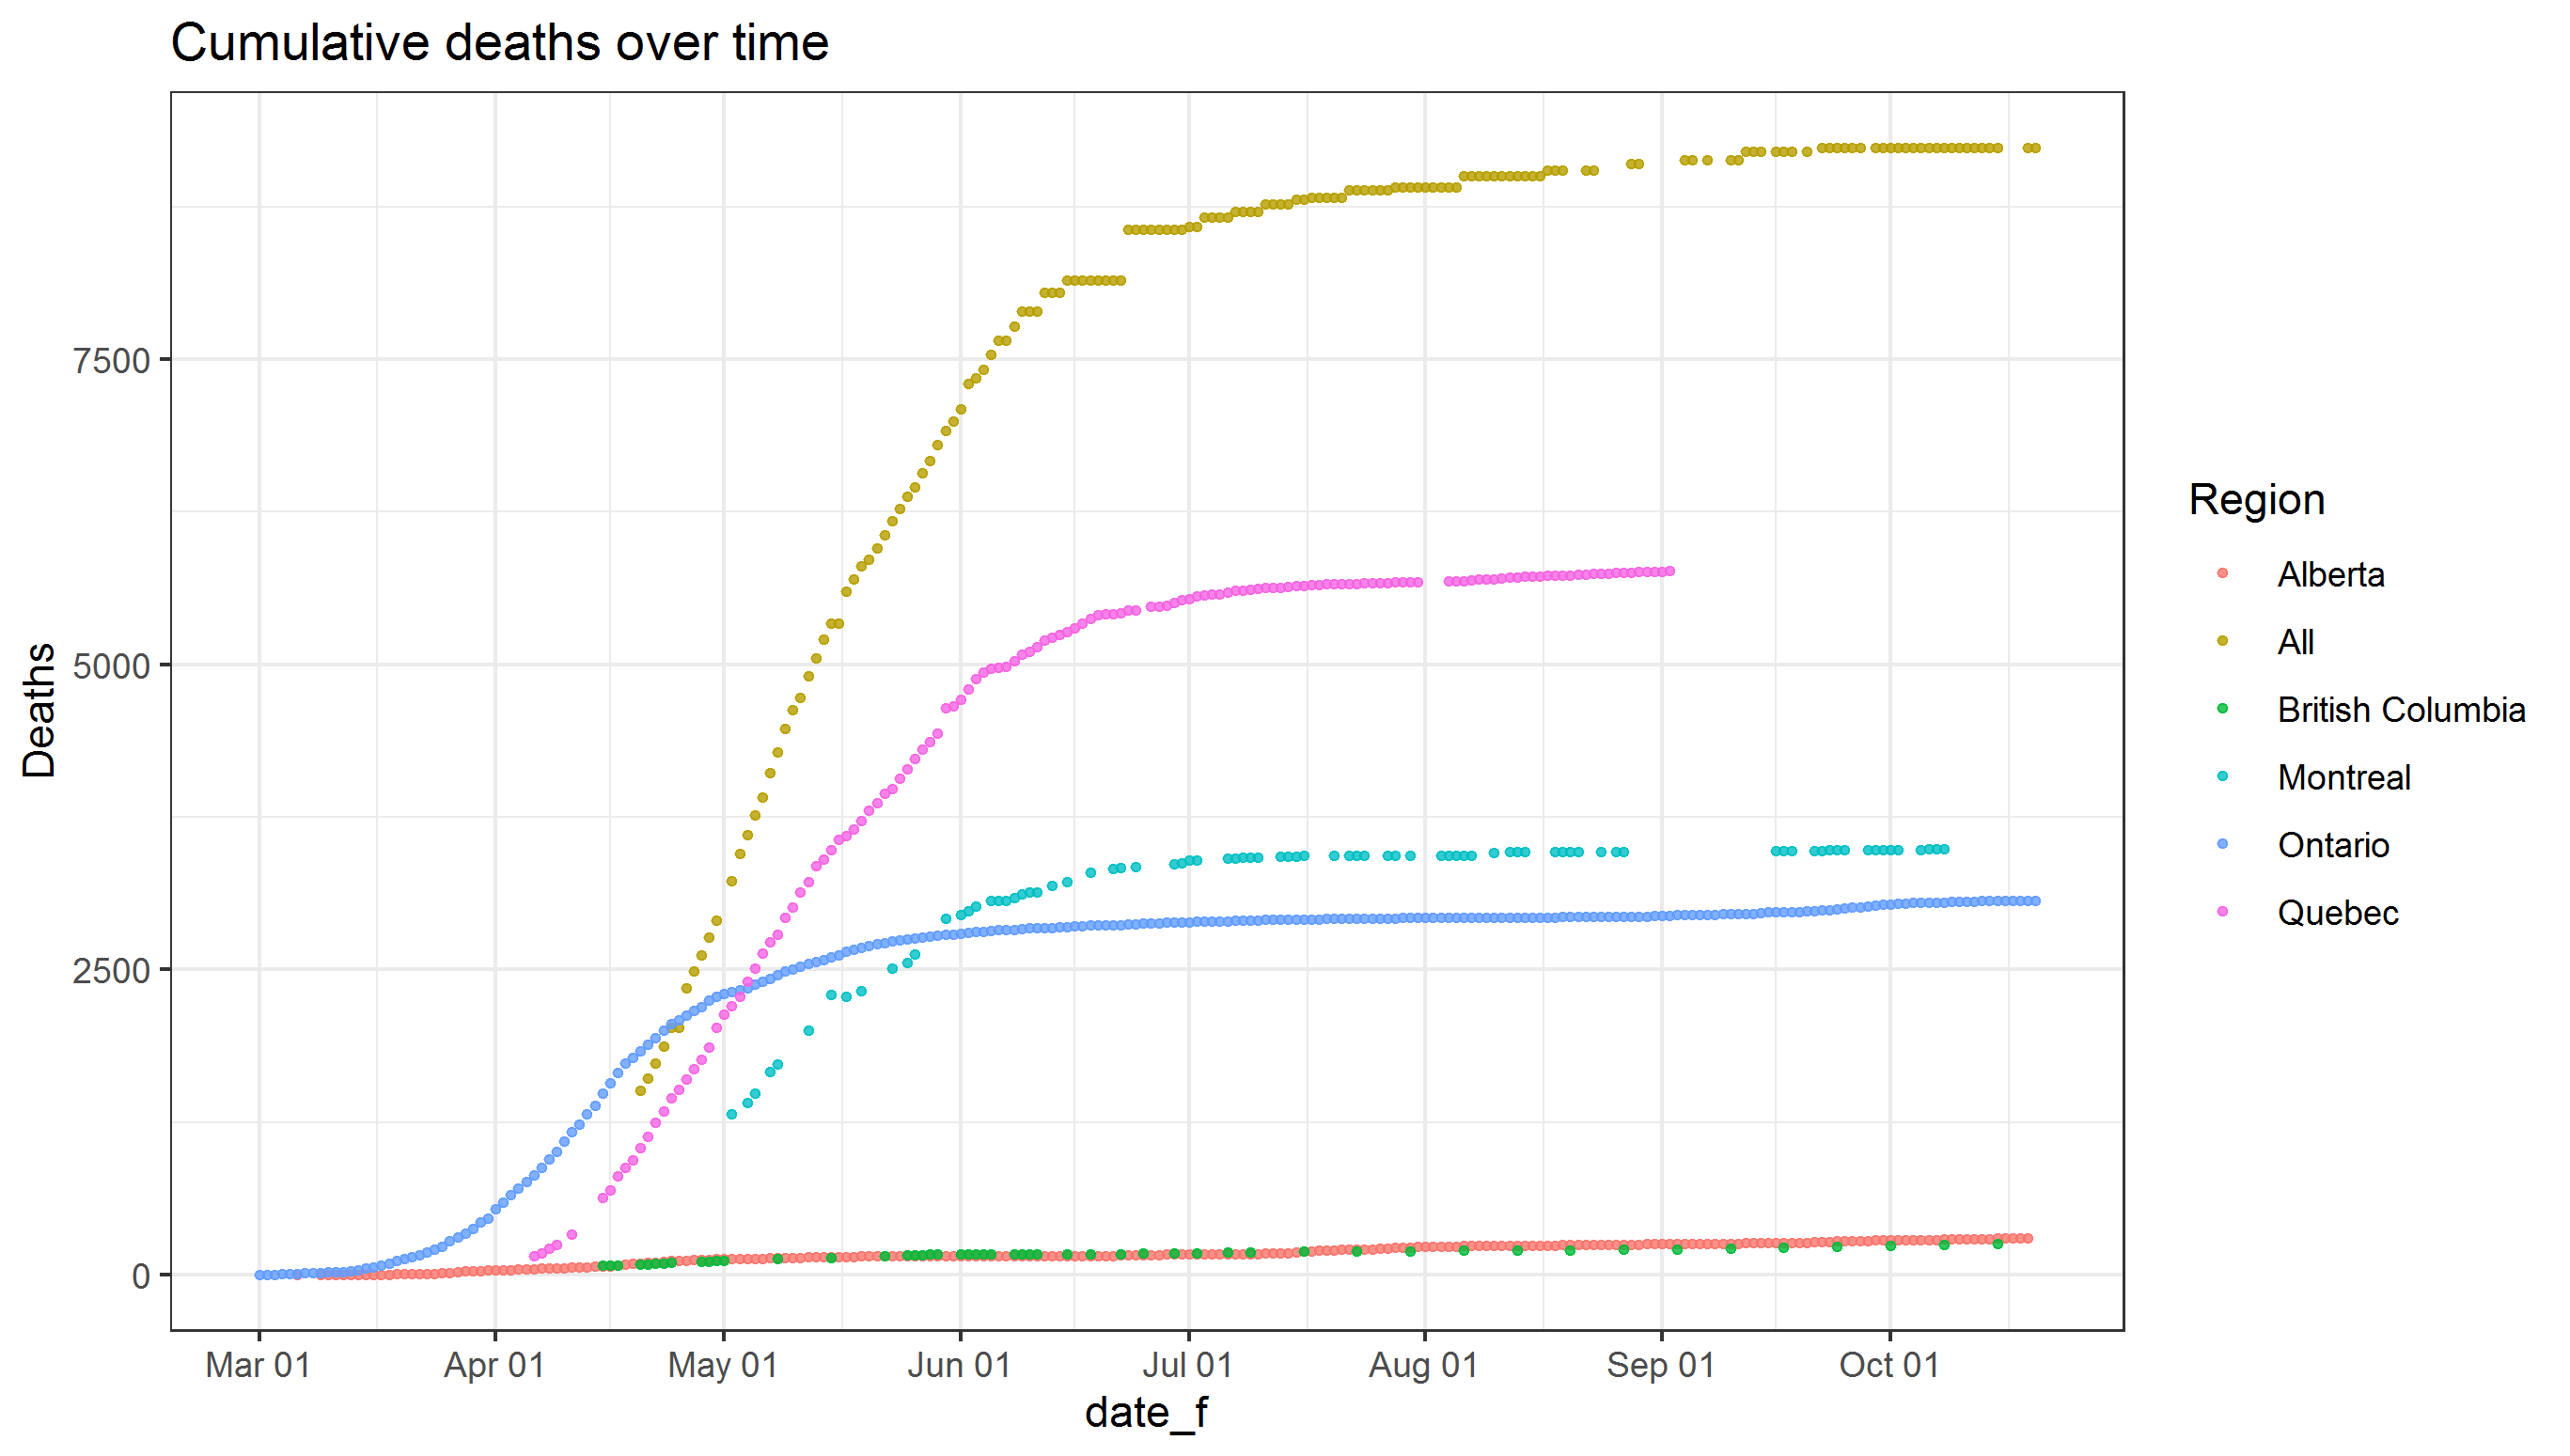 Cumulative deaths over time
Deaths
7500
5000
2500
0
Mar 01
Apr 01
May 01
Jun 01
Jul 01
Aug 01
Sep 01
Oct 01
date_f
Region
Alberta
All
British Columbia
Montreal
Ontario
Quebec